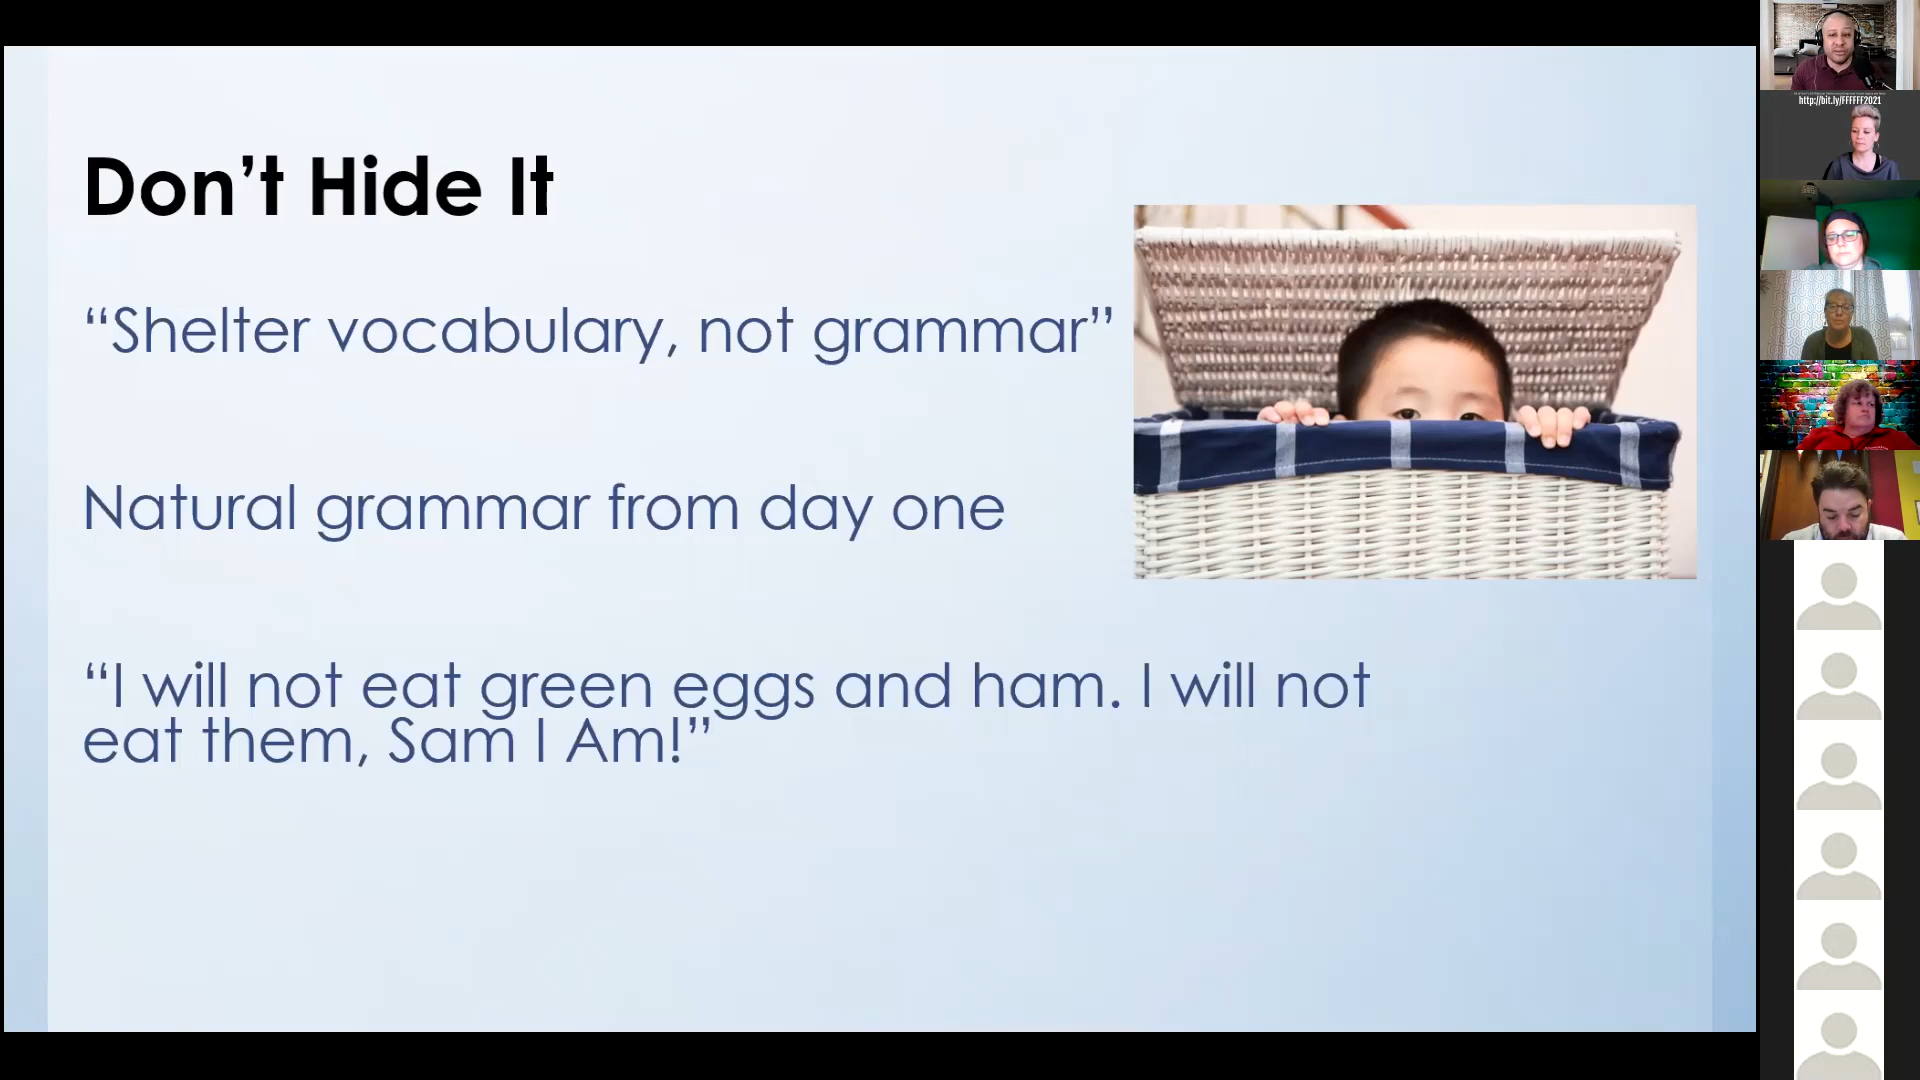 Don’t Hide It
“Shelter vocabulary, not grammar”
Natural grammar from day one
“I will not eat green eggs and ham. I will not
eat them, Sam I Am!”
http://bit.ly/FFFFFF2021